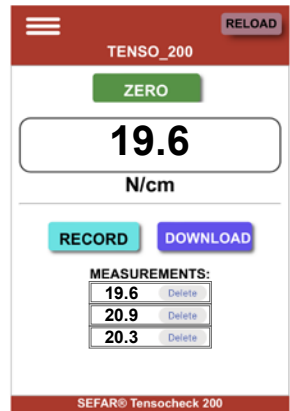 RELOAD
TENSO_200
ZERO
19.6
N/cm
RECORD DOWNLOAD
MEASUREMENTS:
19.6 Delete
20.9 Delete
20.3 Delete
SEFAR® Tensocheck 200